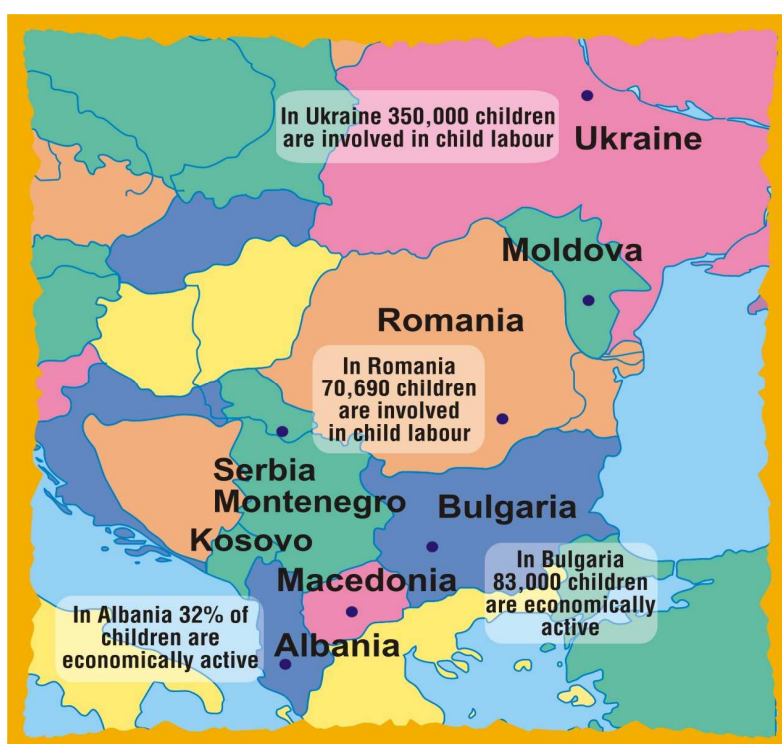 In Ukraine 350,000 children
are involved in child labour
Ukraine
Moldova
Romania
In Romania
70,690 children
are involved
in child labour
Serbia
Montenegro
Kosovo
Bulgaria
In Bulgaria
83,000 children
are economically
active
Macedonia
In Albania 32% of
children are
economically active
Albania